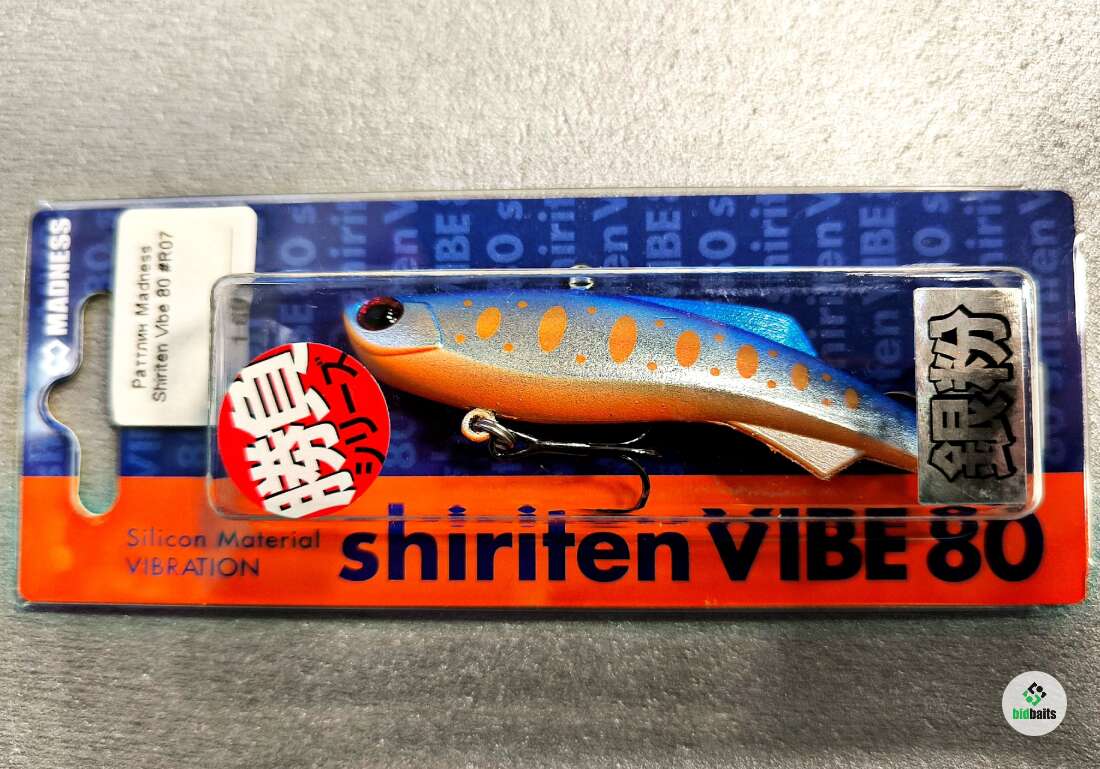 MADNESS
Раттлин Madness
Shiriten Vibe 80 #R07
勝負
シリーズ
銀粉
Silicon Material
VIBRATION
shiriten VIBE 80
bidbaits